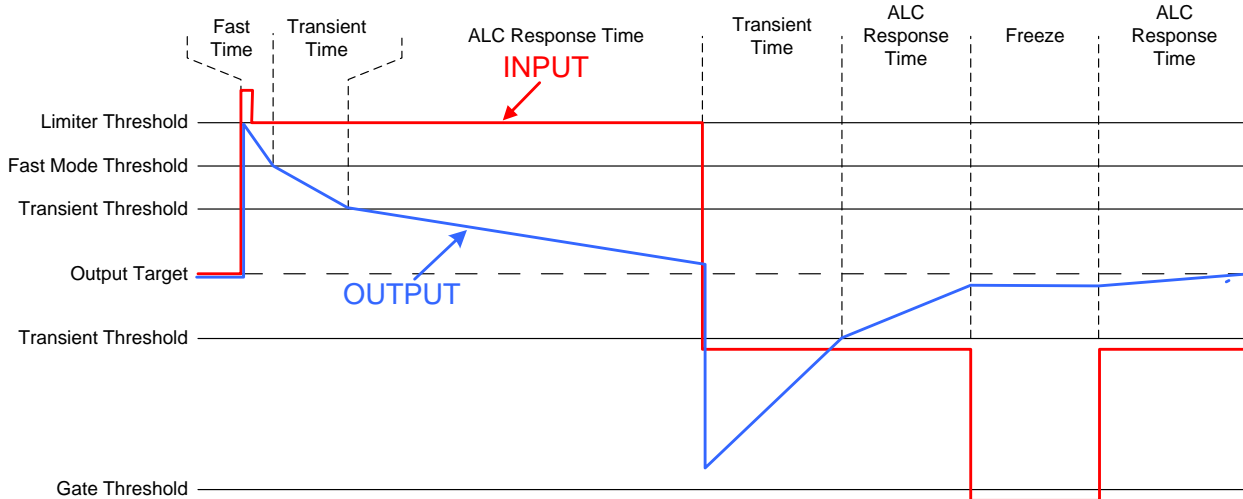 Fast
Time
Transient
Time
ALC Response Time
Transient
Time
ALC
Response
Time
Freeze
ALC
Response
Time
INPUT
Limiter Threshold
Fast Mode Threshold
Transient Threshold
Output Target
OUTPUT
Transient Threshold
Gate Threshold